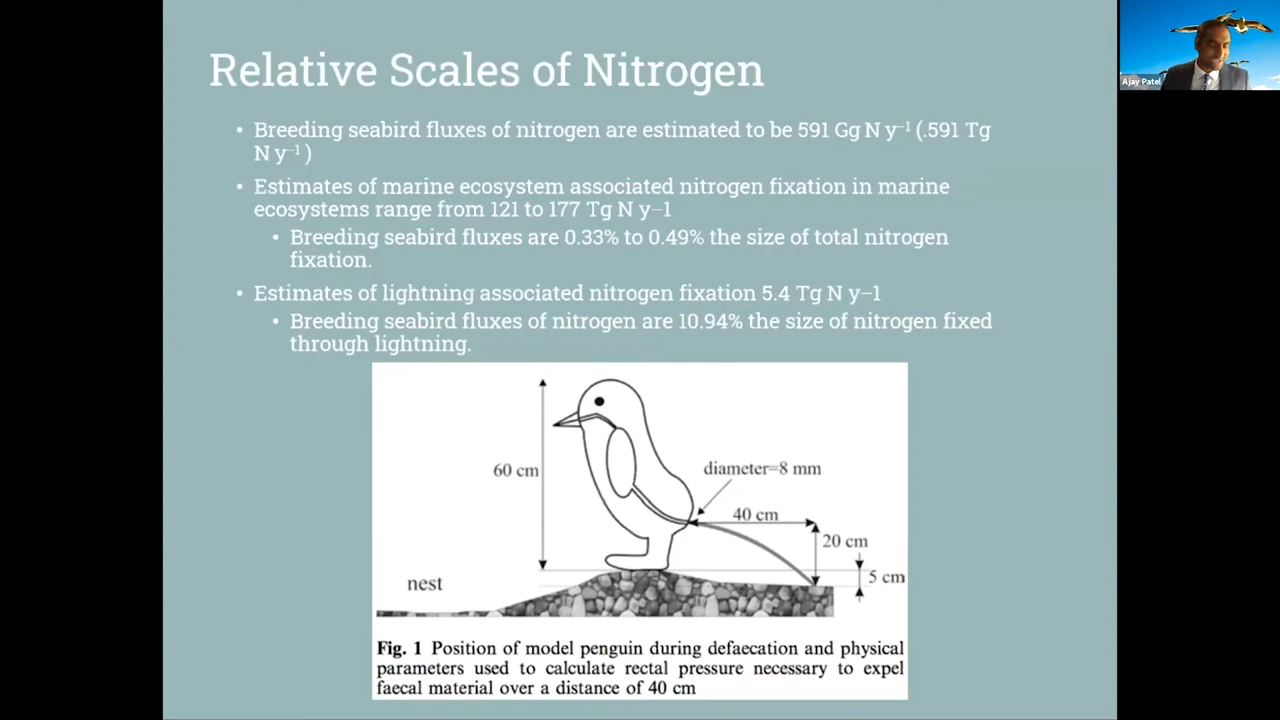 Relative Scales of Nitrogen
• Breeding seabird fluxes of nitrogen are estimated to be 591 Gg N y⁻¹ (.591 Tg
N y⁻¹ )
• Estimates of marine ecosystem associated nitrogen fixation in marine
ecosystems range from 121 to 177 Tg N y–1
• Breeding seabird fluxes are 0.33% to 0.49% the size of total nitrogen
fixation.
• Estimates of lightning associated nitrogen fixation 5.4 Tg N y–1
• Breeding seabird fluxes of nitrogen are 10.94% the size of nitrogen fixed
through lightning.
60 cm
diameter=8 mm
40 cm
20 cm
5 cm
nest
Fig. 1 Position of model penguin during defaecation and physical
parameters used to calculate rectal pressure necessary to expel
faecal material over a distance of 40 cm
Ajay Patel